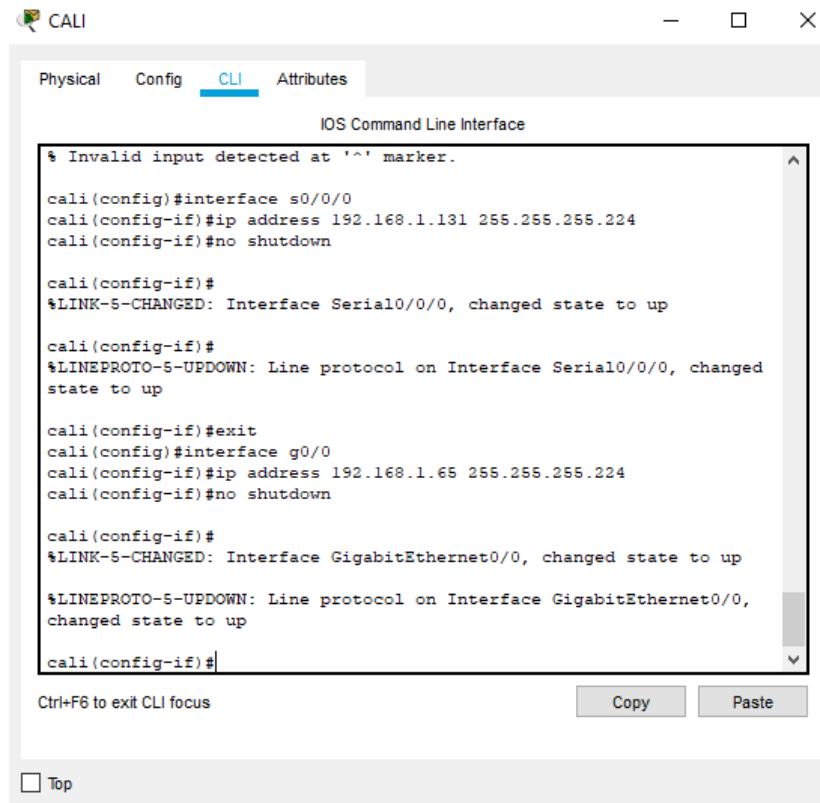 CALI
Physical Config CLI Attributes
IOS Command Line Interface
% Invalid input detected at '^' marker.
cali(config)#interface s0/0/0
cali(config-if)#ip address 192.168.1.131 255.255.255.224
cali(config-if)#no shutdown
cali(config-if)#
%LINK-5-CHANGED: Interface Serial0/0/0, changed state to up
cali(config-if)#
%LINEPROTO-5-UPDOWN: Line protocol on Interface Serial0/0/0, changed
state to up
cali(config-if)#exit
cali(config)#interface g0/0
cali(config-if)#ip address 192.168.1.65 255.255.255.224
cali(config-if)#no shutdown
cali(config-if)#
%LINK-5-CHANGED: Interface GigabitEthernet0/0, changed state to up
%LINEPROTO-5-UPDOWN: Line protocol on Interface GigabitEthernet0/0,
changed state to up
cali(config-if)#
Ctrl+F6 to exit CLI focus
Copy Paste
Top